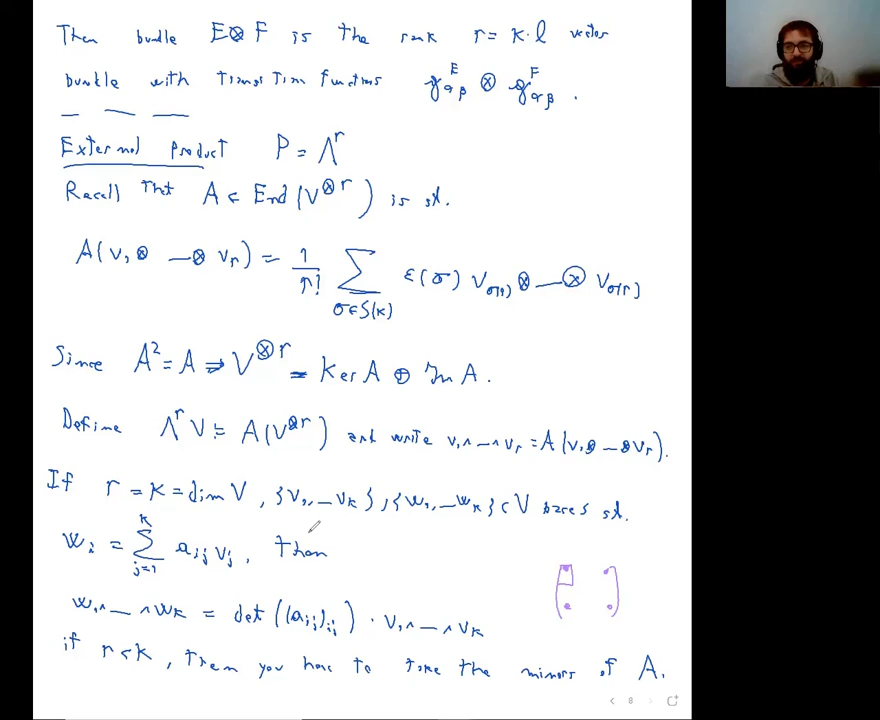 Then bundle E⊗F is the rank r = k·l vector
bundle with transition functions g^E_{αβ} ⊗ g^F_{αβ}.
External product P = Λ^r
Recall that A ∈ End(V^{⊗r}) is st.
A(v_1 ⊗ — ⊗ v_r) = 1/r! ∑_{σ∈S(k)} ε(σ) v_{σ(1)} ⊗ — ⊗ v_{σ(r)}
Since A² = A ⇒ V^{⊗r} = Ker A ⊕ Im A.
Define Λ^r V := A(V^{⊗r}) and write v_1 ∧ — ∧ v_r = A(v_1 ⊗ — ⊗ v_r).
If r = k = dim V, {v_1, — v_k}, {w_1, — w_k} ⊂ V bases st.
w_i = ∑_{j=1}^k a_{ij} v_j, then
w_1 ∧ — ∧ w_k = det((a_{ij})_{ij}) · v_1 ∧ — ∧ v_k
if r < k, then you have to take the minors of A.
8